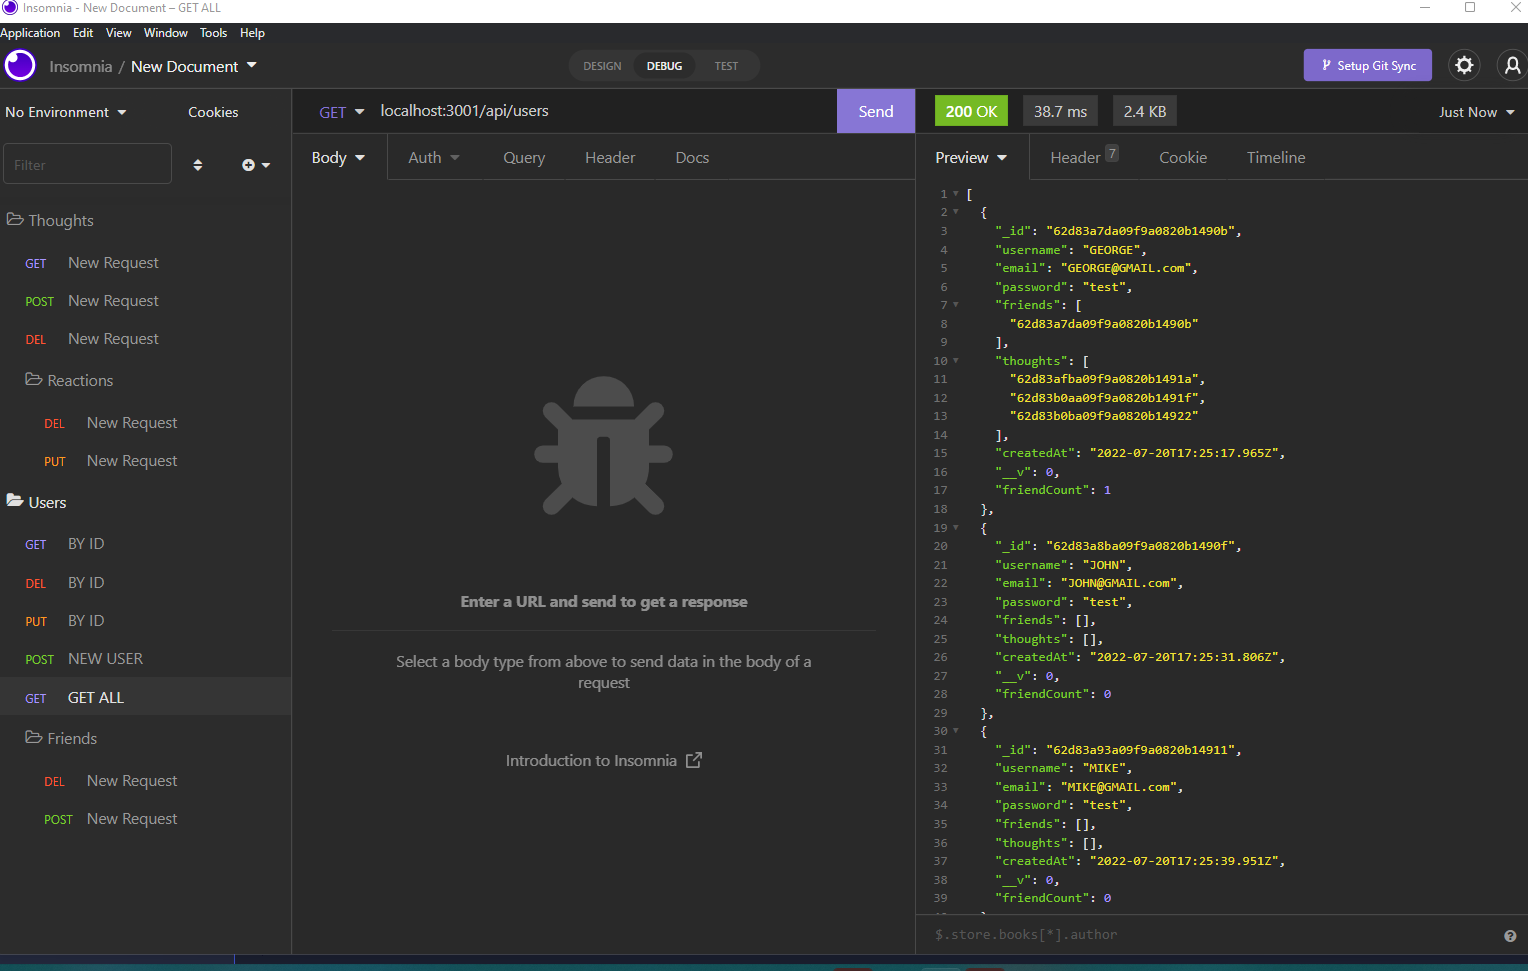 Insomnia - New Document – GET ALL
Application Edit View Window Tools Help
Insomnia / New Document
DESIGN DEBUG TEST
Setup Git Sync
No Environment Cookies
Filter
Thoughts
GET New Request
POST New Request
DEL New Request
Reactions
DEL New Request
PUT New Request
Users
GET BY ID
DEL BY ID
PUT BY ID
POST NEW USER
GET GET ALL
Friends
DEL New Request
POST New Request
GET localhost:3001/api/users Send
Body Auth Query Header Docs
Enter a URL and send to get a response
Select a body type from above to send data in the body of a
request
Introduction to Insomnia
200 OK 38.7 ms 2.4 KB Just Now
Preview Header 7 Cookie Timeline
1 [
2 {
3 "_id": "62d83a7da09f9a0820b1490b",
4 "username": "GEORGE",
5 "email": "GEORGE@GMAIL.com",
6 "password": "test",
7 "friends": [
8 "62d83a7da09f9a0820b1490b"
9 ],
10 "thoughts": [
11 "62d83afba09f9a0820b1491a",
12 "62d83b0aa09f9a0820b1491f",
13 "62d83b0ba09f9a0820b14922"
14 ],
15 "createdAt": "2022-07-20T17:25:17.965Z",
16 "__v": 0,
17 "friendCount": 1
18 },
19 {
20 "_id": "62d83a8ba09f9a0820b1490f",
21 "username": "JOHN",
22 "email": "JOHN@GMAIL.com",
23 "password": "test",
24 "friends": [],
25 "thoughts": [],
26 "createdAt": "2022-07-20T17:25:31.806Z",
27 "__v": 0,
28 "friendCount": 0
29 },
30 {
31 "_id": "62d83a93a09f9a0820b14911",
32 "username": "MIKE",
33 "email": "MIKE@GMAIL.com",
34 "password": "test",
35 "friends": [],
36 "thoughts": [],
37 "createdAt": "2022-07-20T17:25:39.951Z",
38 "__v": 0,
39 "friendCount": 0
$.store.books[*].author